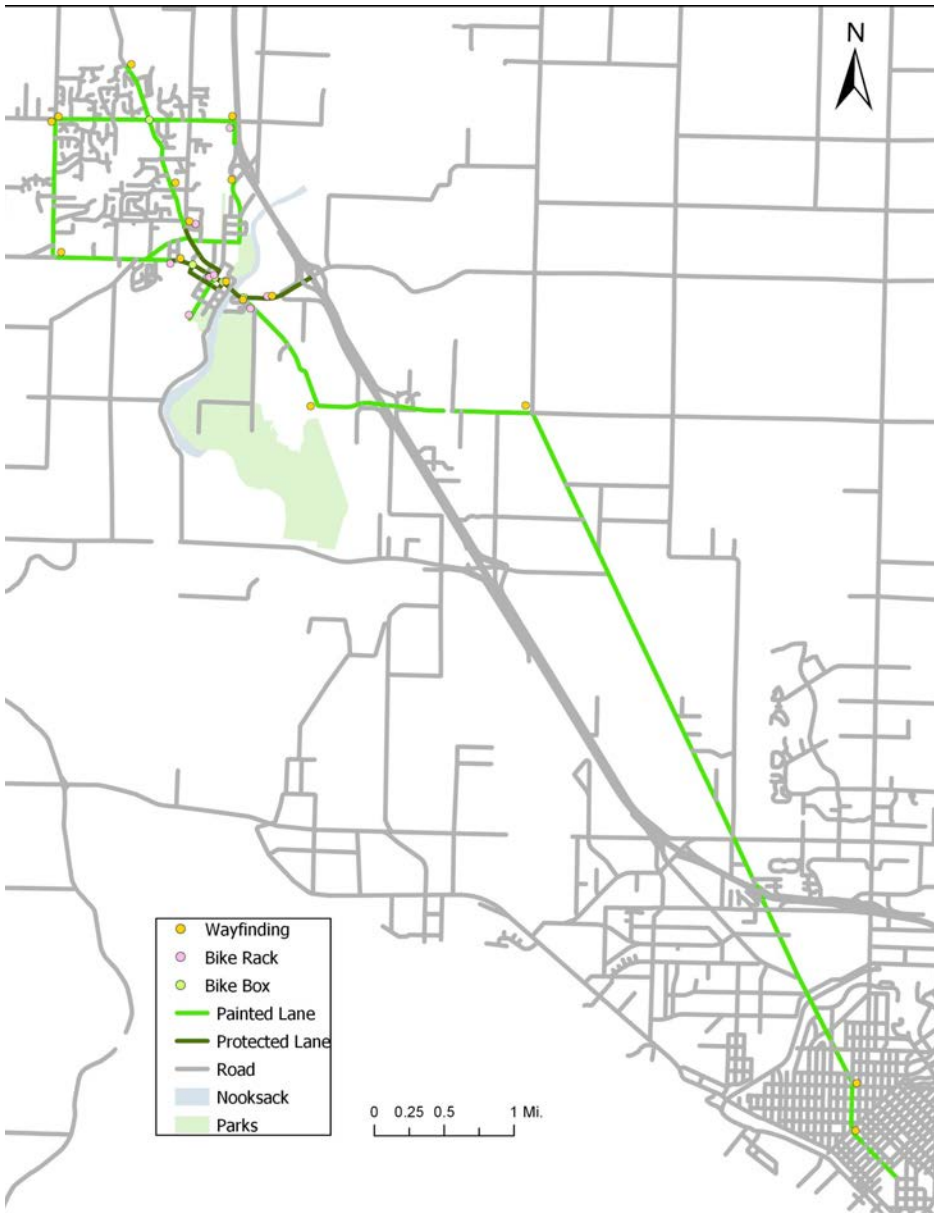 N
Wayfinding
Bike Rack
Bike Box
Painted Lane
Protected Lane
Road
Nooksack
Parks
0 0.25 0.5 1 Mi.